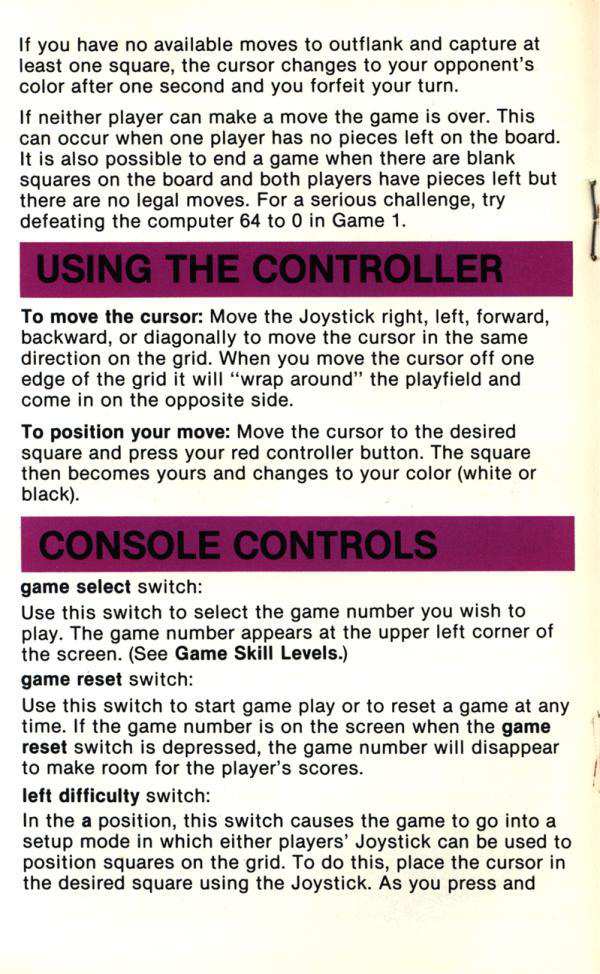 If you have no available moves to outflank and capture at
least one square, the cursor changes to your opponent's
color after one second and you forfeit your turn.
If neither player can make a move the game is over. This
can occur when one player has no pieces left on the board.
It is also possible to end a game when there are blank
squares on the board and both players have pieces left but
there are no legal moves. For a serious challenge, try
defeating the computer 64 to 0 in Game 1.
USING THE CONTROLLER
To move the cursor: Move the Joystick right, left, forward,
backward, or diagonally to move the cursor in the same
direction on the grid. When you move the cursor off one
edge of the grid it will "wrap around" the playfield and
come in on the opposite side.
To position your move: Move the cursor to the desired
square and press your red controller button. The square
then becomes yours and changes to your color (white or
black).
CONSOLE CONTROLS
game select switch:
Use this switch to select the game number you wish to
play. The game number appears at the upper left corner of
the screen. (See Game Skill Levels.)
game reset switch:
Use this switch to start game play or to reset a game at any
time. If the game number is on the screen when the game
reset switch is depressed, the game number will disappear
to make room for the player's scores.
left difficulty switch:
In the a position, this switch causes the game to go into a
setup mode in which either players' Joystick can be used to
position squares on the grid. To do this, place the cursor in
the desired square using the Joystick. As you press and